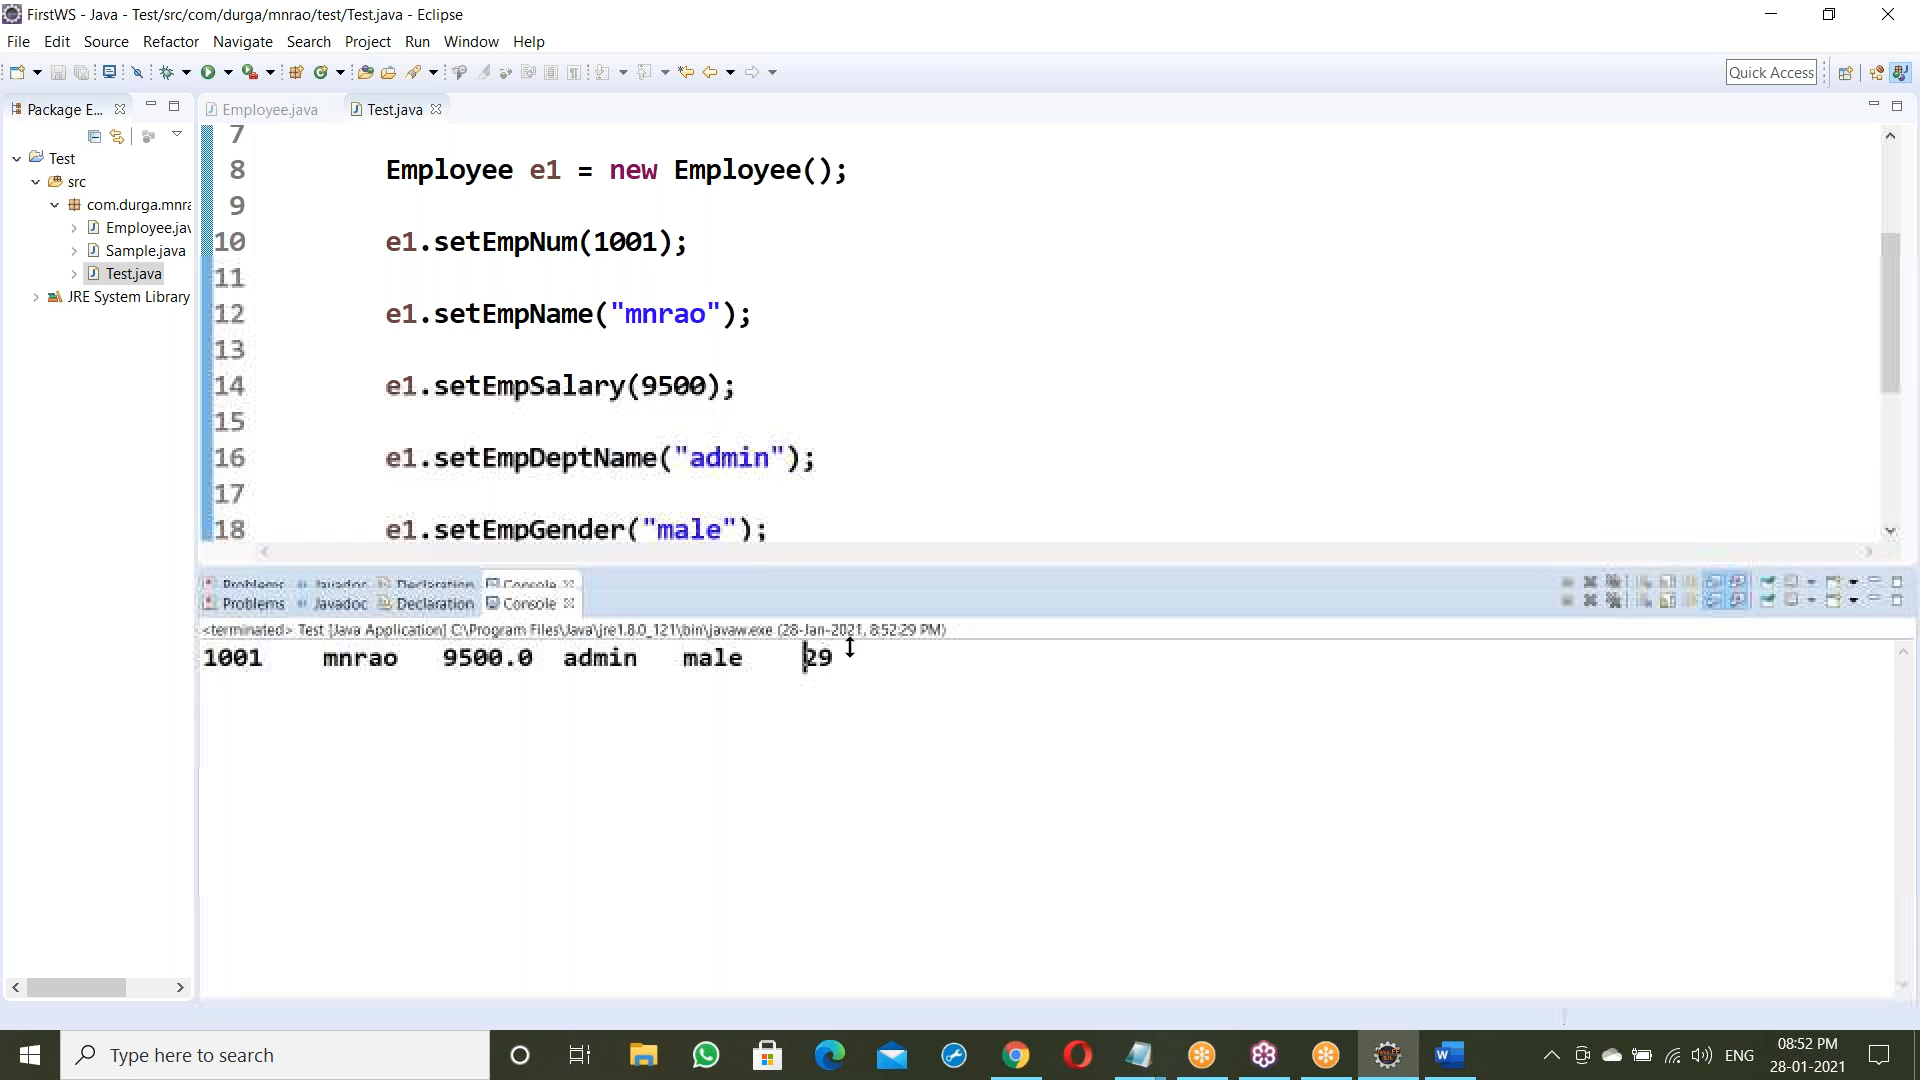 FirstWS - Java - Test/src/com/durga/mnrao/test/Test.java - Eclipse
File Edit Source Refactor Navigate Search Project Run Window Help
Quick Access
Package E...
Employee.java
Test.java
Test
src
com.durga.mnra
Employee.jav
Sample.java
Test.java
JRE System Library
7
8 Employee e1 = new Employee();
9
10 e1.setEmpNum(1001);
11
12 e1.setEmpName("mnrao");
13
14 e1.setEmpSalary(9500);
15
16 e1.setEmpDeptName("admin");
17
18 e1.setEmpGender("male");
Problems Javadoc Declaration Console
Problems Javadoc Declaration Console
<terminated> Test [Java Application] C:\Program Files\Java\jre1.8.0_121\bin\javaw.exe (28-Jan-2021, 8:52:29 PM)
1001 mnrao 9500.0 admin male 29
Type here to search
ENG
08:52 PM
28-01-2021